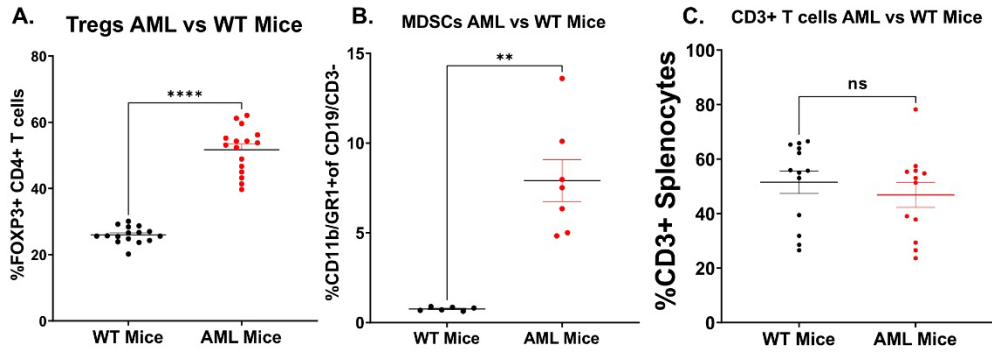 A.
Tregs AML vs WT Mice
%FOXP3+ CD4+ T cells
80
60
40
20
0
****
WT Mice
AML Mice
B.
MDSCs AML vs WT Mice
%CD11b/GR1+of CD19/CD3-
15
10
5
0
**
WT Mice
AML Mice
C.
CD3+ T cells AML vs WT Mice
%CD3+ Splenocytes
100
80
60
40
20
0
ns
WT Mice
AML Mice